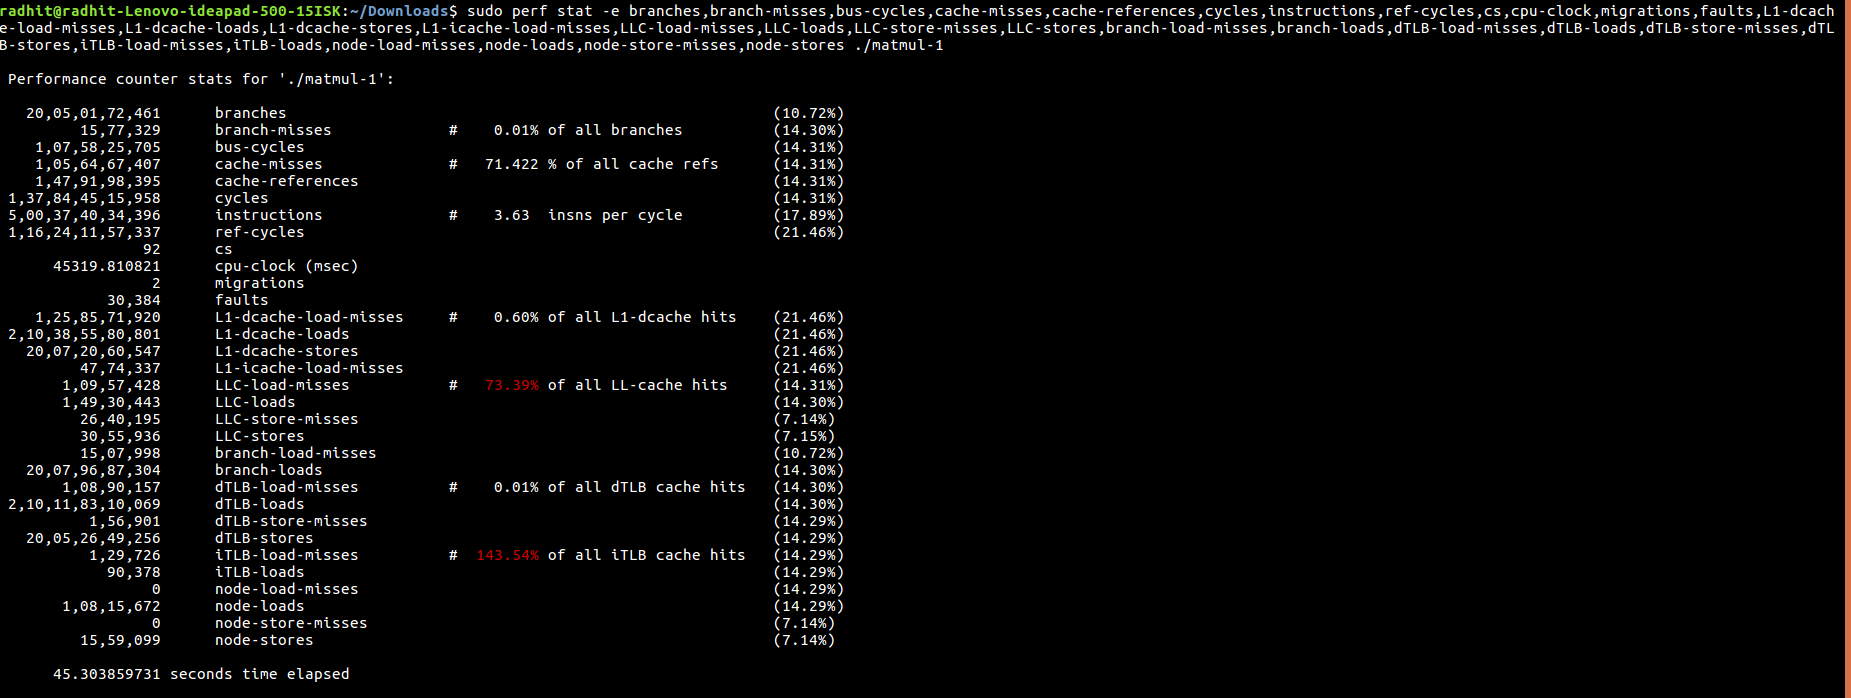 radhit@radhit-Lenovo-ideapad-500-15ISK:~/Downloads$ sudo perf stat -e branches,branch-misses,bus-cycles,cache-misses,cache-references,cycles,instructions,ref-cycles,cs,cpu-clock,migrations,faults,L1-dcach
e-load-misses,L1-dcache-loads,L1-dcache-stores,L1-icache-load-misses,LLC-load-misses,LLC-loads,LLC-store-misses,LLC-stores,branch-load-misses,branch-loads,dTLB-load-misses,dTLB-loads,dTLB-store-misses,dTL
B-stores,iTLB-load-misses,iTLB-loads,node-load-misses,node-loads,node-store-misses,node-stores ./matmul-1
Performance counter stats for './matmul-1':
20,05,01,72,461 branches (10.72%)
15,77,329 branch-misses # 0.01% of all branches (14.30%)
1,07,58,25,705 bus-cycles (14.31%)
1,05,64,67,407 cache-misses # 71.422 % of all cache refs (14.31%)
1,47,91,98,395 cache-references (14.31%)
1,37,84,45,15,958 cycles (14.31%)
5,00,37,40,34,396 instructions # 3.63 insns per cycle (17.89%)
1,16,24,11,57,337 ref-cycles (21.46%)
92 cs
45319.810821 cpu-clock (msec)
2 migrations
30,384 faults
1,25,85,71,920 L1-dcache-load-misses # 0.60% of all L1-dcache hits (21.46%)
2,10,38,55,80,801 L1-dcache-loads (21.46%)
20,07,20,60,547 L1-dcache-stores (21.46%)
47,74,337 L1-icache-load-misses (21.46%)
1,09,57,428 LLC-load-misses # 73.39% of all LL-cache hits (14.31%)
1,49,30,443 LLC-loads (14.30%)
26,40,195 LLC-store-misses (7.14%)
30,55,936 LLC-stores (7.15%)
15,07,998 branch-load-misses (10.72%)
20,07,96,87,304 branch-loads (14.30%)
1,08,90,157 dTLB-load-misses # 0.01% of all dTLB cache hits (14.30%)
2,10,11,83,10,069 dTLB-loads (14.30%)
1,56,901 dTLB-store-misses (14.29%)
20,05,26,49,256 dTLB-stores (14.29%)
1,29,726 iTLB-load-misses # 143.54% of all iTLB cache hits (14.29%)
90,378 iTLB-loads (14.29%)
0 node-load-misses (14.29%)
1,08,15,672 node-loads (14.29%)
0 node-store-misses (7.14%)
15,59,099 node-stores (7.14%)
45.303859731 seconds time elapsed